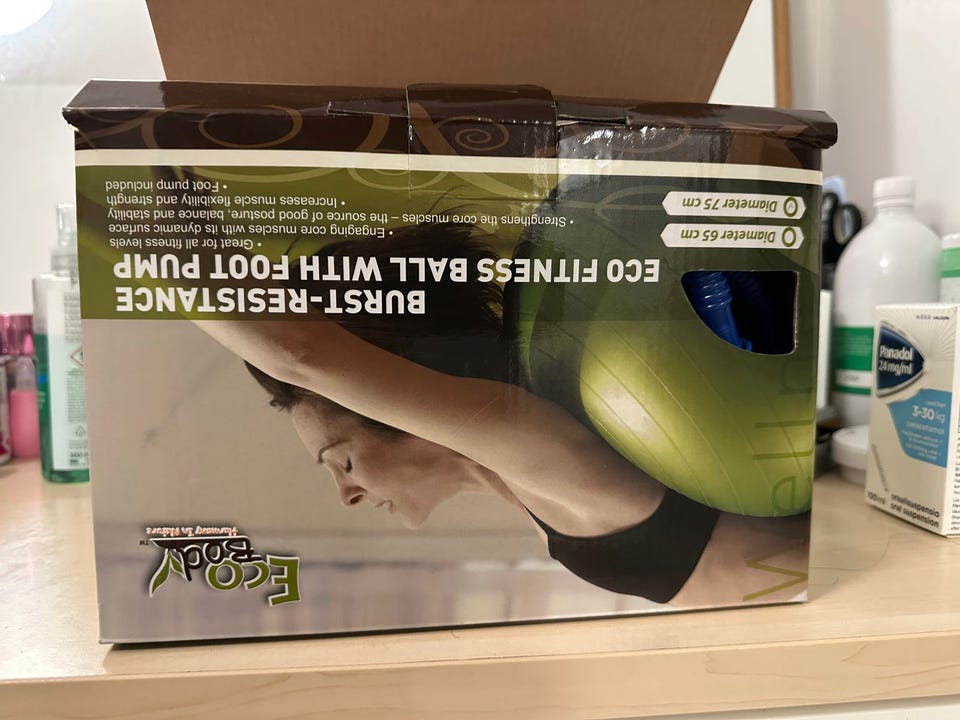 ECO
BODY™
Harmony In Nature
BURST-RESISTANCE
ECO FITNESS BALL WITH FOOT PUMP
• Great for all fitness levels
• Engaging core muscles with its dynamic surface
• Strengthens the core muscles – the source of good posture, balance and stability
• Increases muscle flexibility and strength
• Foot pump included
Diameter 65 cm
Diameter 75 cm
Panadol
24 mg/ml
3-30 kg
paracetamol
100 ml
oraalisuspensio
oral suspension